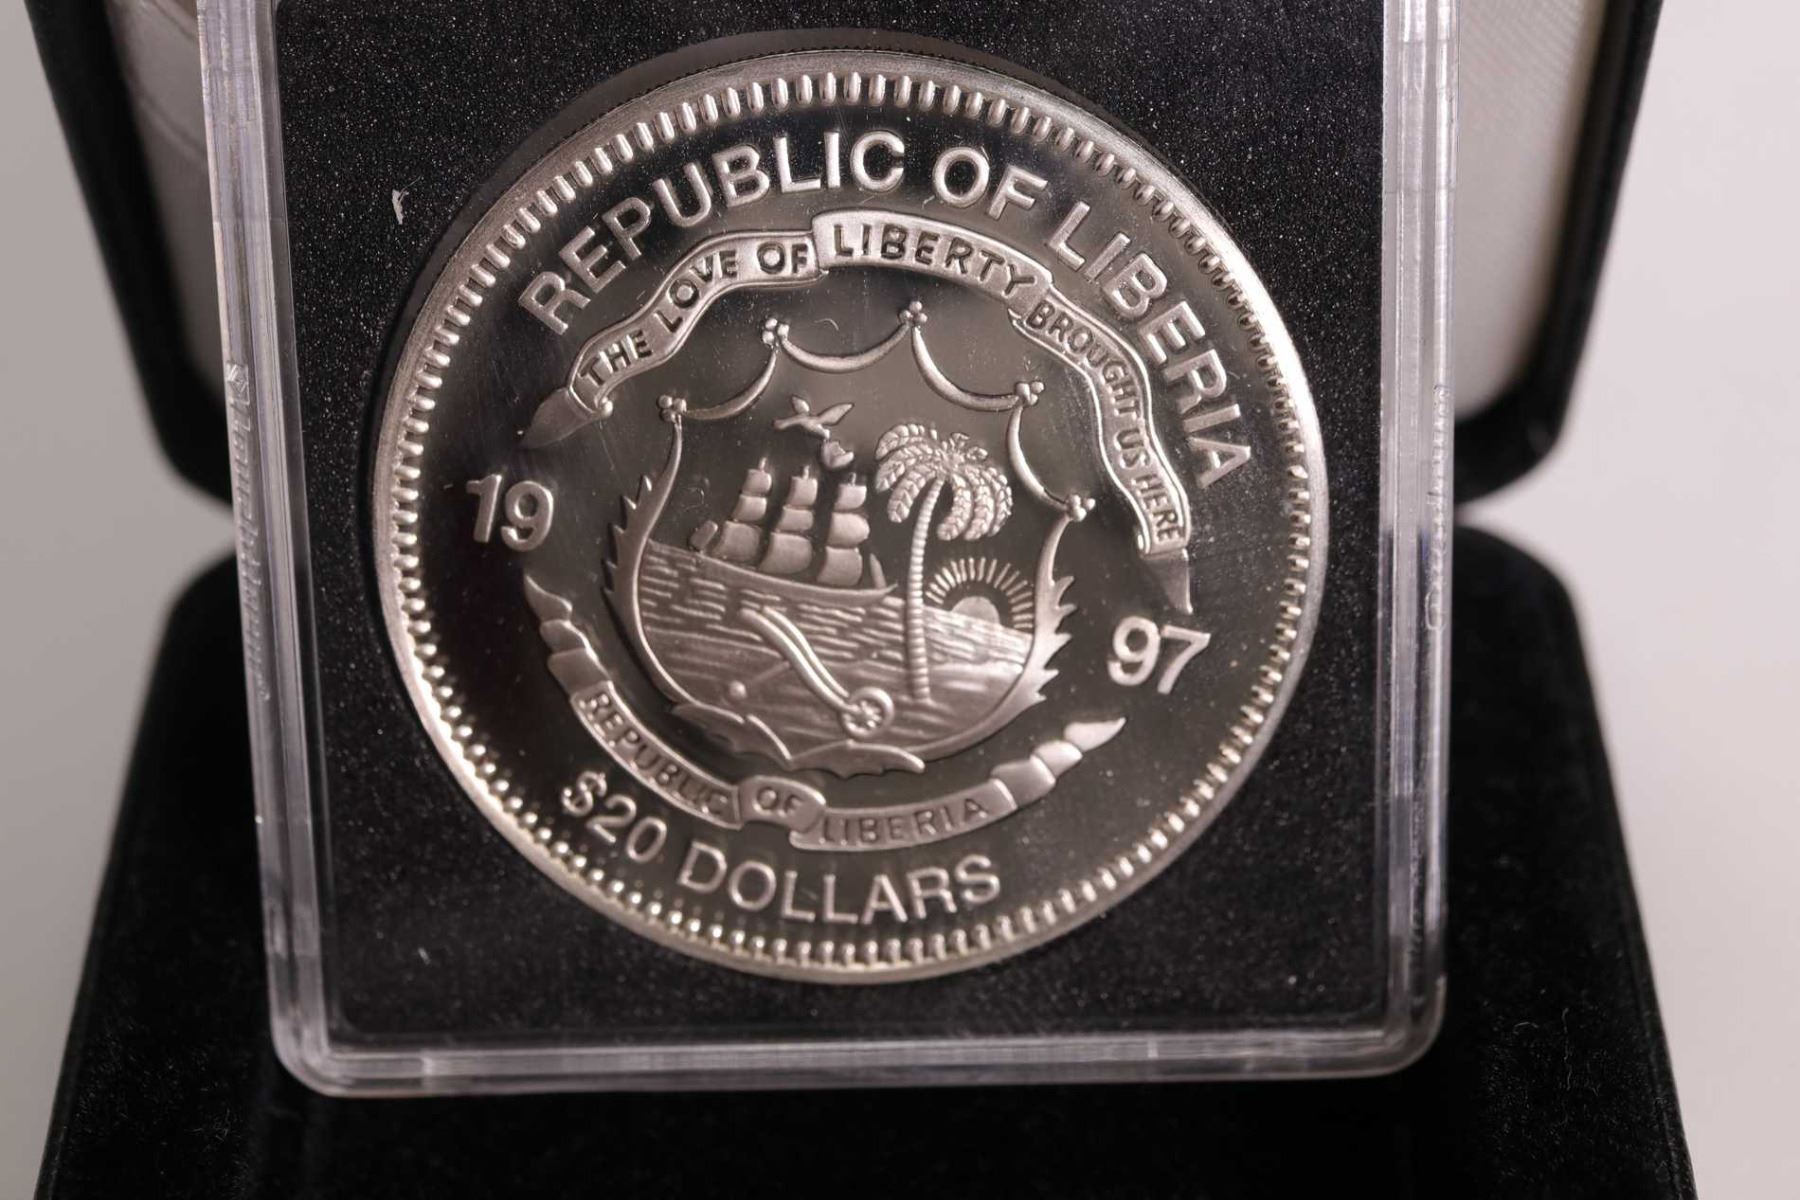 REPUBLIC OF LIBERIA
THE LOVE OF LIBERTY BROUGHT US HERE
19 97
REPUBLIC OF LIBERIA
$20 DOLLARS